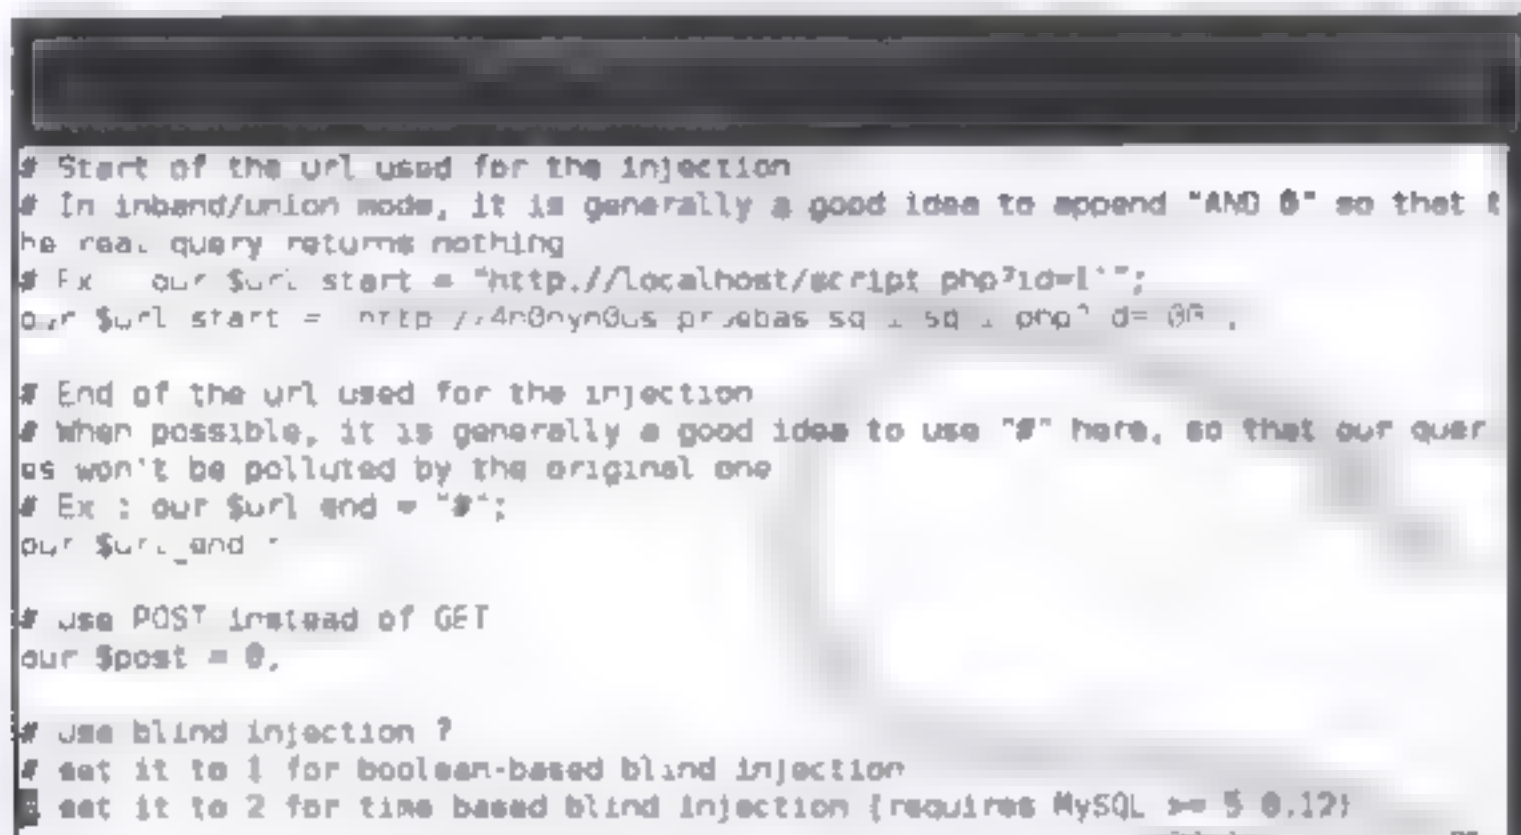 # Start of the url used for the injection
# In inband/union mode, it is generally a good idea to append "AND 0" so that t
he real query returns nothing
# Ex our $url start = "http://localhost/script php?id=1'";
our $url start =

# End of the url used for the injection
# When possible, it is generally a good idea to use "#" here, so that our quer
es won't be polluted by the original one
# Ex : our $url end = "#";
our $url_end

# use POST instead of GET
our $post = 0,

# use blind injection ?
# set it to 1 for boolean-based blind injection
set it to 2 for time based blind injection (requires MySQL >= 5 0.12)